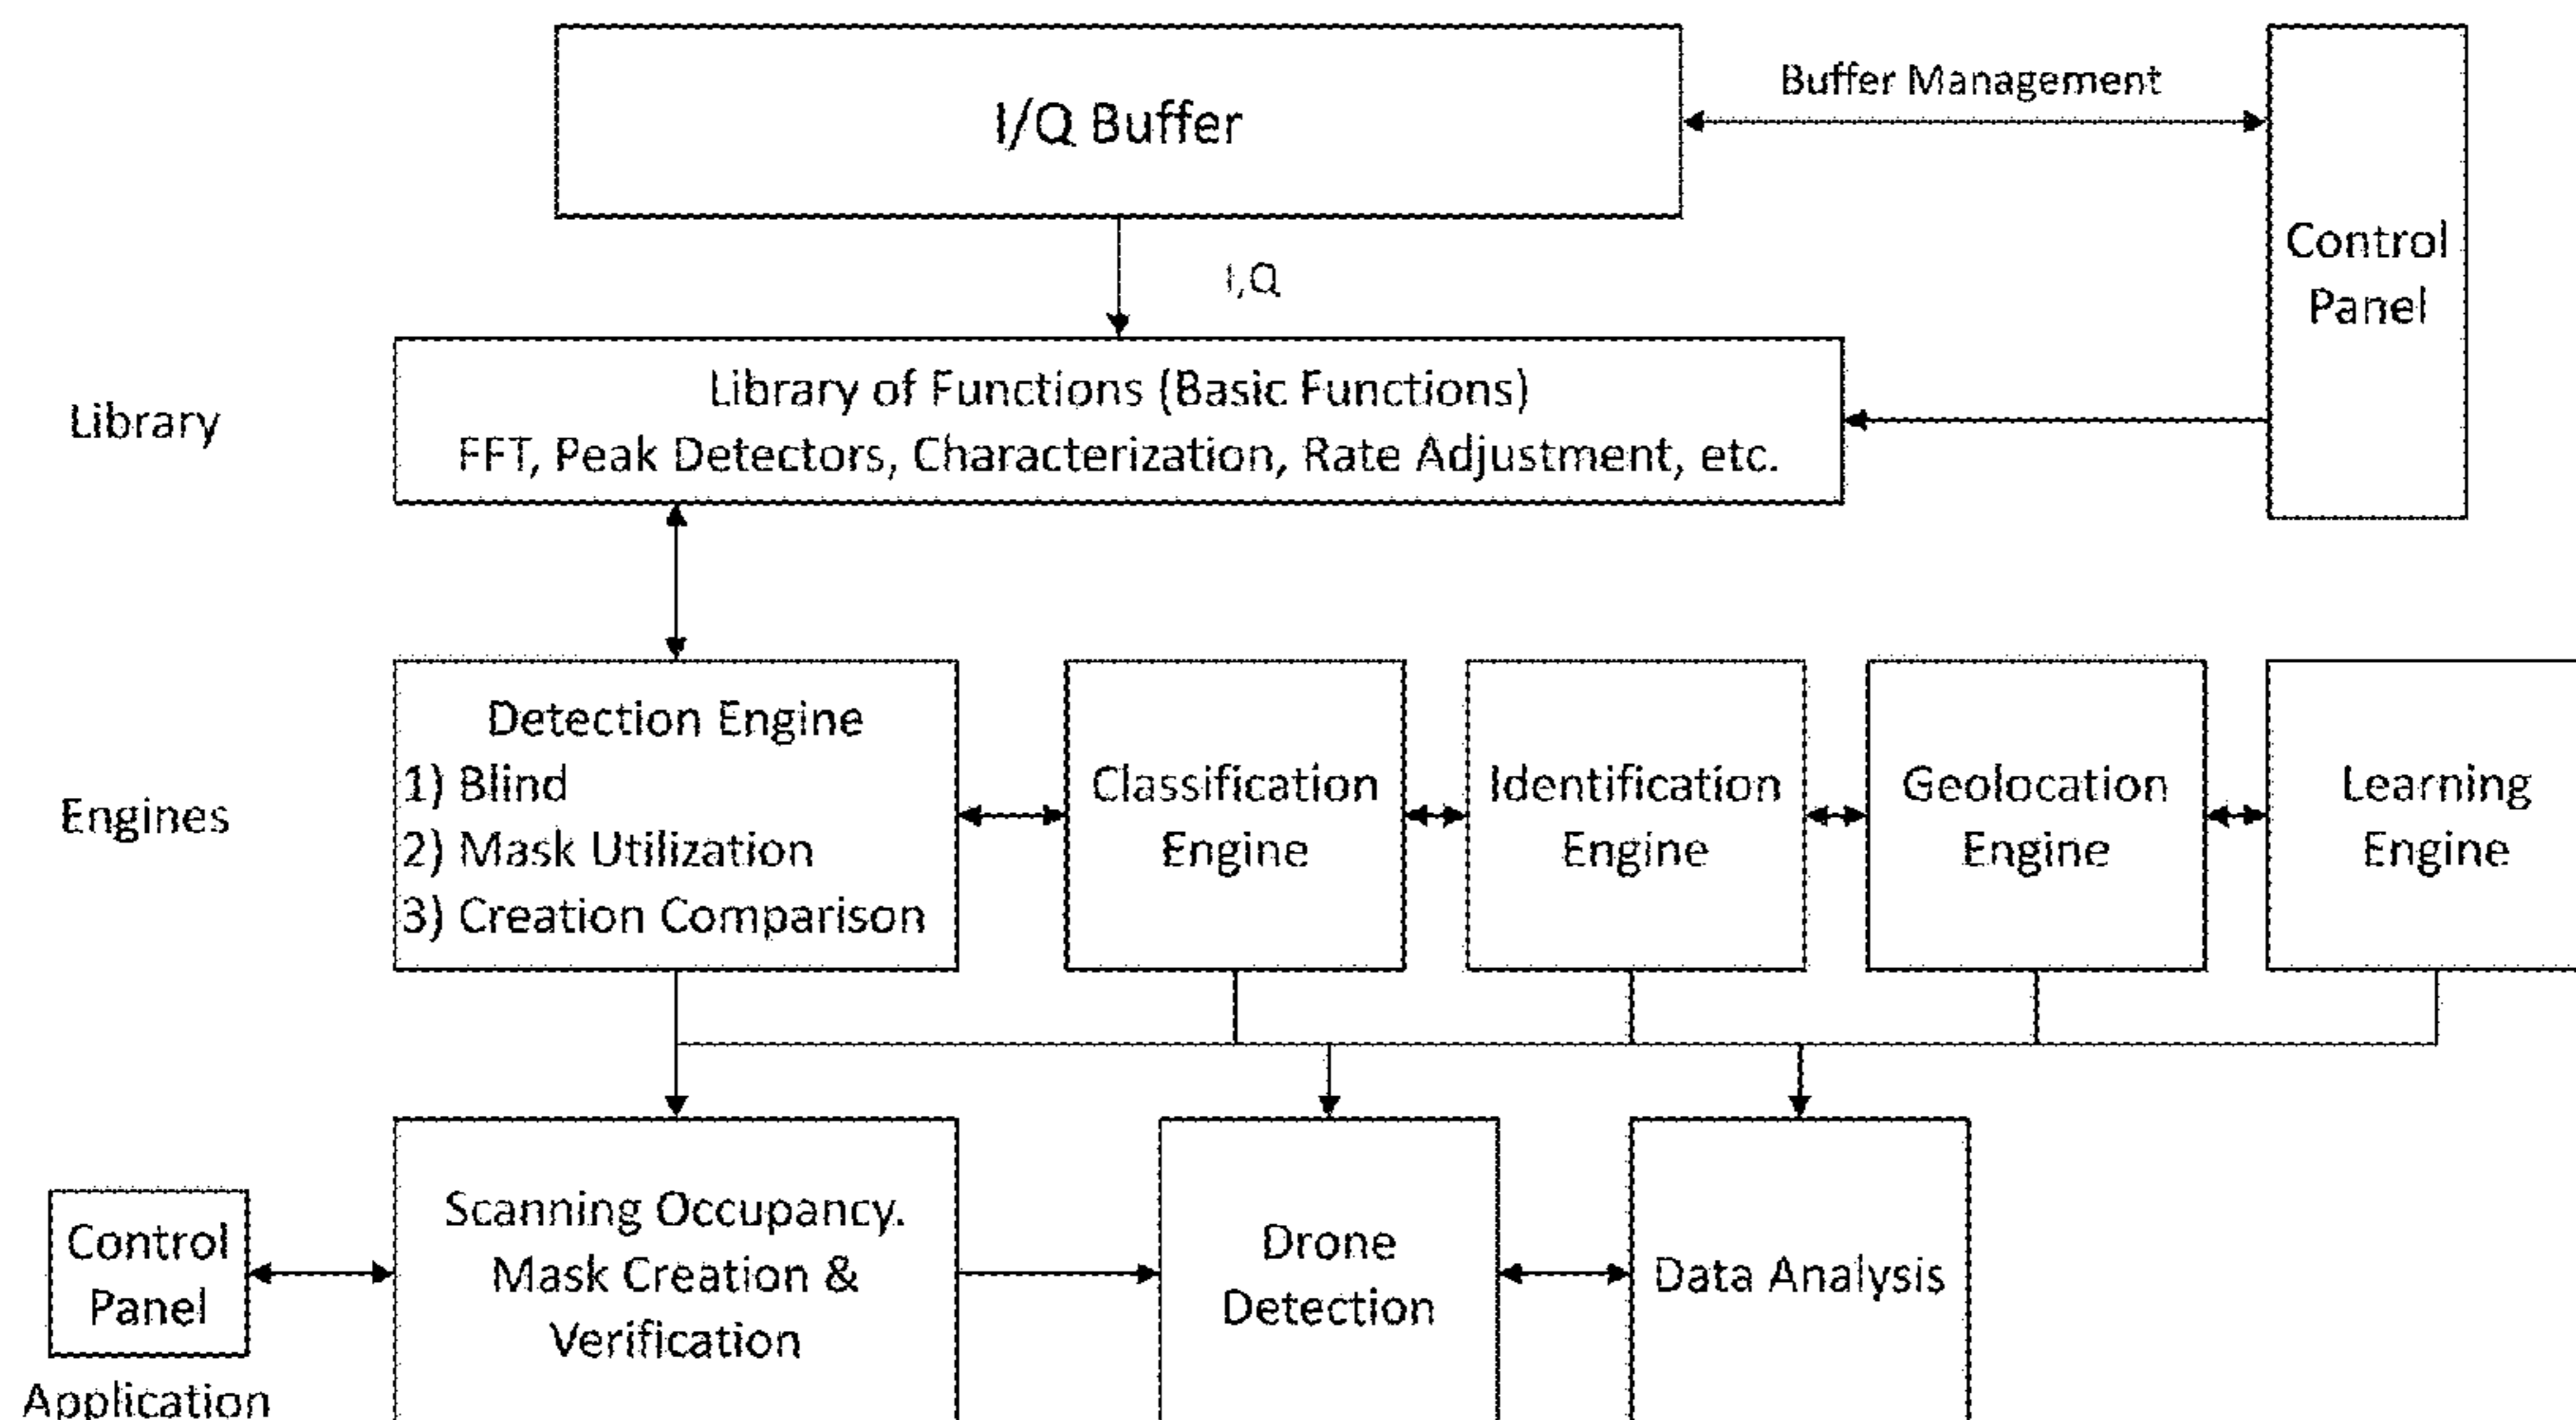 I/Q Buffer
Buffer Management
Control
Panel
I,Q
Library
Library of Functions (Basic Functions)
FFT, Peak Detectors, Characterization, Rate Adjustment, etc.
Engines
Detection Engine
1) Blind
2) Mask Utilization
3) Creation Comparison
Classification
Engine
Identification
Engine
Geolocation
Engine
Learning
Engine
Control
Panel
Application
Scanning Occupancy.
Mask Creation &
Verification
Drone
Detection
Data Analysis